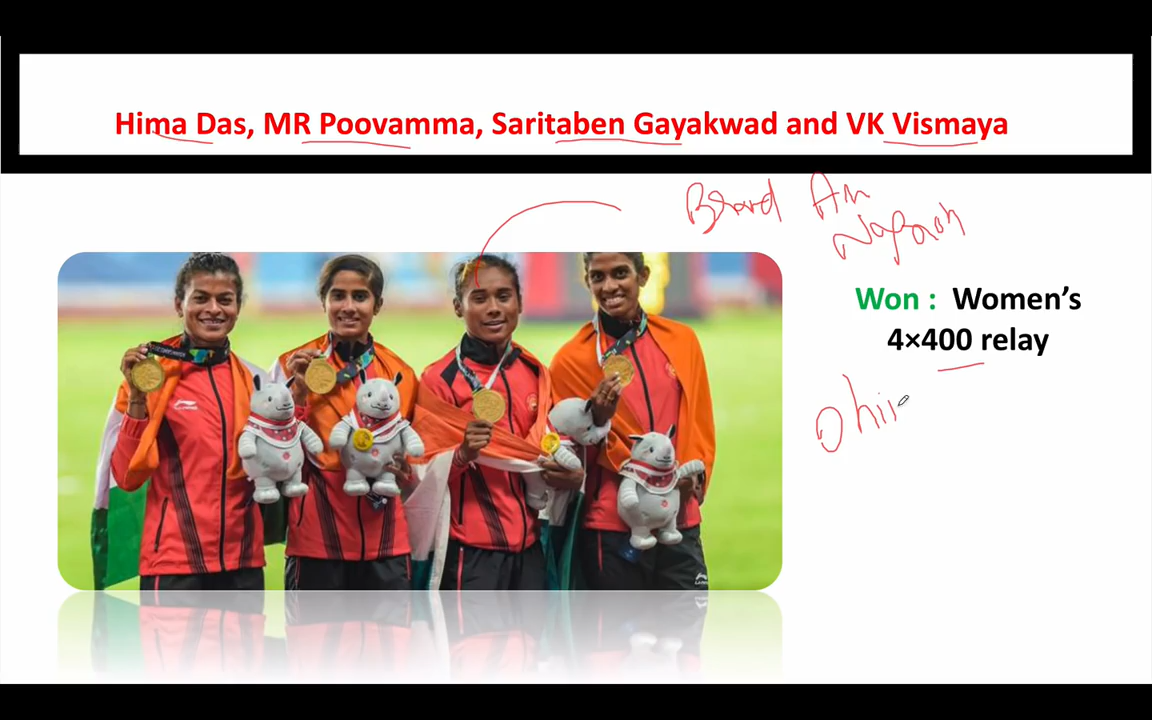 Hima Das, MR Poovamma, Saritaben Gayakwad and VK Vismaya
Won : Women's
4×400 relay